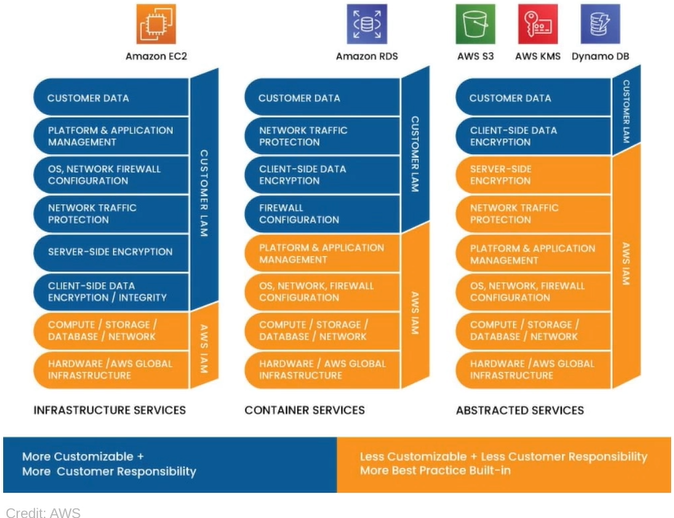 Amazon EC2
Amazon RDS
AWS S3
AWS KMS
Dynamo DB
CUSTOMER DATA
PLATFORM & APPLICATION
MANAGEMENT
OS, NETWORK FIREWALL
CONFIGURATION
NETWORK TRAFFIC
PROTECTION
SERVER-SIDE ENCRYPTION
CLIENT-SIDE DATA
ENCRYPTION / INTEGRITY
COMPUTE / STORAGE /
DATABASE / NETWORK
HARDWARE /AWS GLOBAL
INFRASTRUCTURE
CUSTOMER LAM
AWS IAM
INFRASTRUCTURE SERVICES
CUSTOMER DATA
NETWORK TRAFFIC
PROTECTION
CLIENT-SIDE DATA
ENCRYPTION
FIREWALL
CONFIGURATION
PLATFORM & APPLICATION
MANAGEMENT
OS, NETWORK, FIREWALL
CONFIGURATION
COMPUTE / STORAGE /
DATABASE / NETWORK
HARDWARE / AWS GLOBAL
INFRASTRUCTURE
CUSTOMER LAM
AWS IAM
CONTAINER SERVICES
CUSTOMER DATA
CLIENT-SIDE DATA
ENCRYPTION
SERVER-SIDE
ENCRYPTION
NETWORK TRAFFIC
PROTECTION
PLATFORM & APPLICATION
MANAGEMENT
OS, NETWORK, FIREWALL
CONFIGURATION
COMPUTE / STORAGE /
DATABASE / NETWORK
HARDWARE /AWS GLOBAL
INFRASTRUCTURE
CUSTOMER LAM
AWS IAM
ABSTRACTED SERVICES
More Customizable +
More Customer Responsibility
Less Customizable + Less Customer Responsibility
More Best Practice Built-in
Credit: AWS